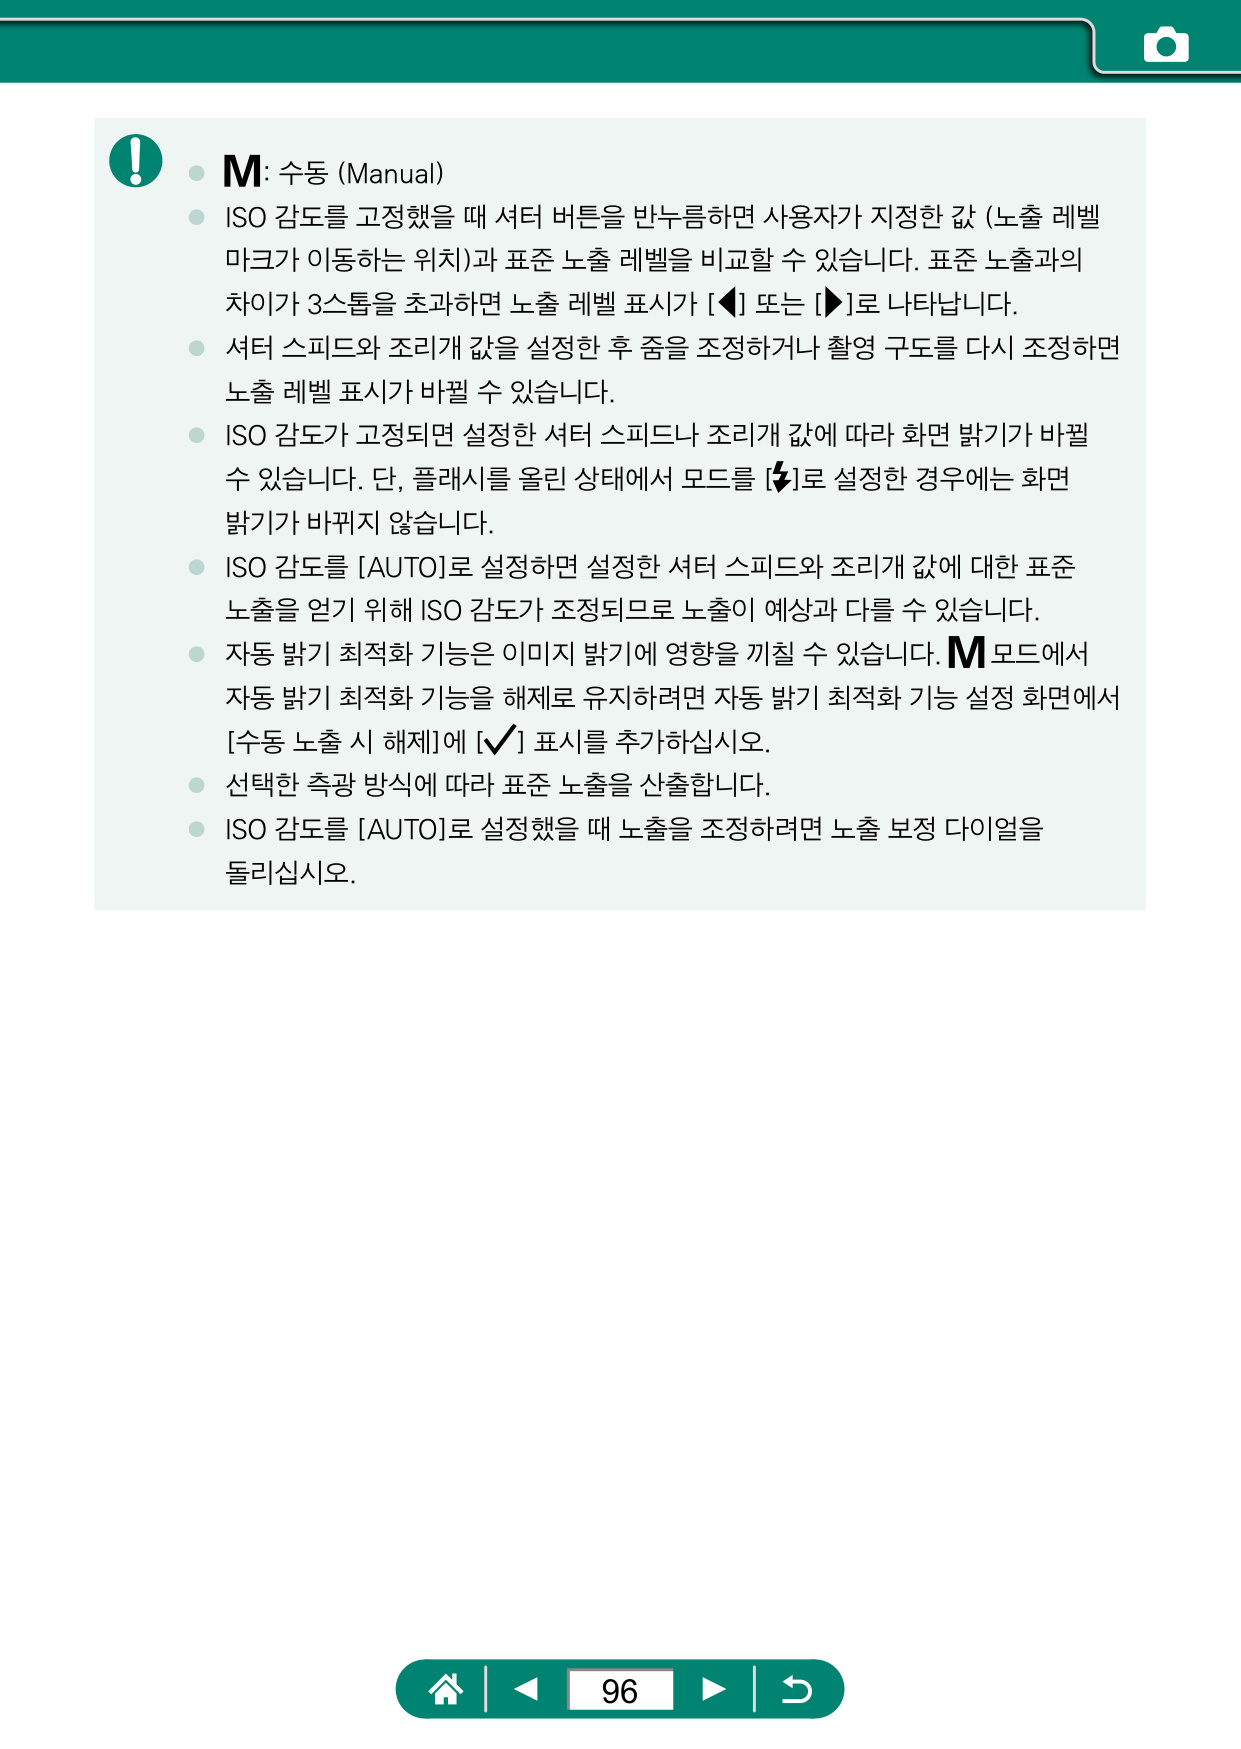 M: 수동 (Manual)
ISO 감도를 고정했을 때 셔터 버튼을 반누름하면 사용자가 지정한 값 (노출 레벨
마크가 이동하는 위치)과 표준 노출 레벨을 비교할 수 있습니다. 표준 노출과의
차이가 3스톱을 초과하면 노출 레벨 표시가 [◀] 또는 [▶]로 나타납니다.
셔터 스피드와 조리개 값을 설정한 후 줌을 조정하거나 촬영 구도를 다시 조정하면
노출 레벨 표시가 바뀔 수 있습니다.
ISO 감도가 고정되면 설정한 셔터 스피드나 조리개 값에 따라 화면 밝기가 바뀔
수 있습니다. 단, 플래시를 올린 상태에서 모드를 [⚡]로 설정한 경우에는 화면
밝기가 바뀌지 않습니다.
ISO 감도를 [AUTO]로 설정하면 설정한 셔터 스피드와 조리개 값에 대한 표준
노출을 얻기 위해 ISO 감도가 조정되므로 노출이 예상과 다를 수 있습니다.
자동 밝기 최적화 기능은 이미지 밝기에 영향을 끼칠 수 있습니다. M 모드에서
자동 밝기 최적화 기능을 해제로 유지하려면 자동 밝기 최적화 기능 설정 화면에서
[수동 노출 시 해제]에 [✓] 표시를 추가하십시오.
선택한 측광 방식에 따라 표준 노출을 산출합니다.
ISO 감도를 [AUTO]로 설정했을 때 노출을 조정하려면 노출 보정 다이얼을
돌리십시오.
96